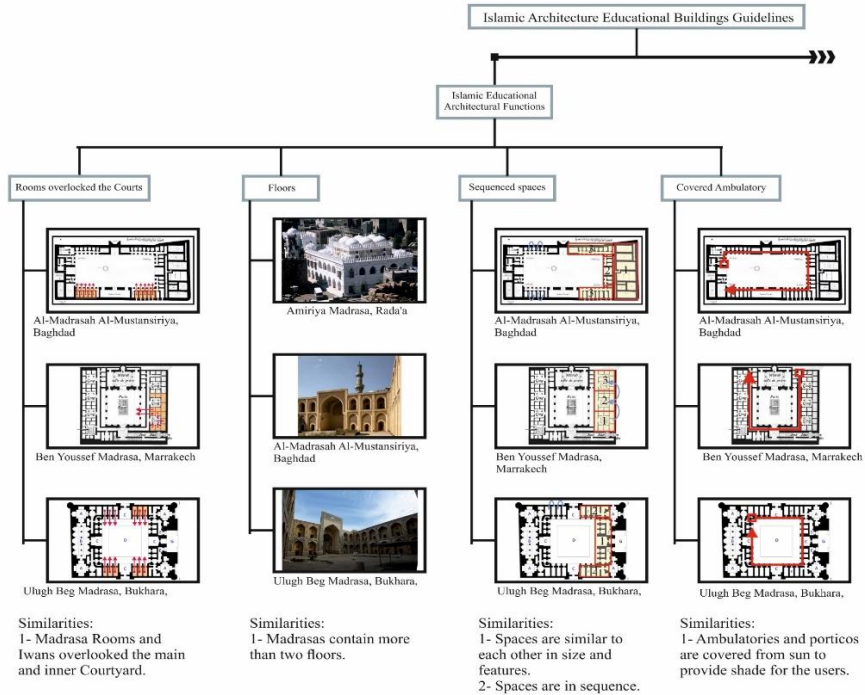 Islamic Architecture Educational Buildings Guidelines
Islamic Educational
Architectural Functions
Rooms overlocked the Courts
Floors
Sequenced spaces
Covered Ambulatory
Al-Madrasah Al-Mustansiriya,
Baghdad
Ben Youssef Madrasa, Marrakech
Ulugh Beg Madrasa, Bukhara,
Similarities:
1- Madrasa Rooms and
Iwans overlooked the main
and inner Courtyard.
Amiriya Madrasa, Rada'a
Al-Madrasah Al-Mustansiriya,
Baghdad
Ulugh Beg Madrasa, Bukhara,
Similarities:
1- Madrasas contain more
than two floors.
Al-Madrasah Al-Mustansiriya,
Baghdad
Ben Youssef Madrasa,
Marrakech
Ulugh Beg Madrasa, Bukhara,
Similarities:
1- Spaces are similar to
each other in size and
features.
2- Spaces are in sequence.
Al-Madrasah Al-Mustansiriya,
Baghdad
Ben Youssef Madrasa, Marrakech
Ulugh Beg Madrasa, Bukhara,
Similarities:
1- Ambulatories and porticos
are covered from sun to
provide shade for the users.